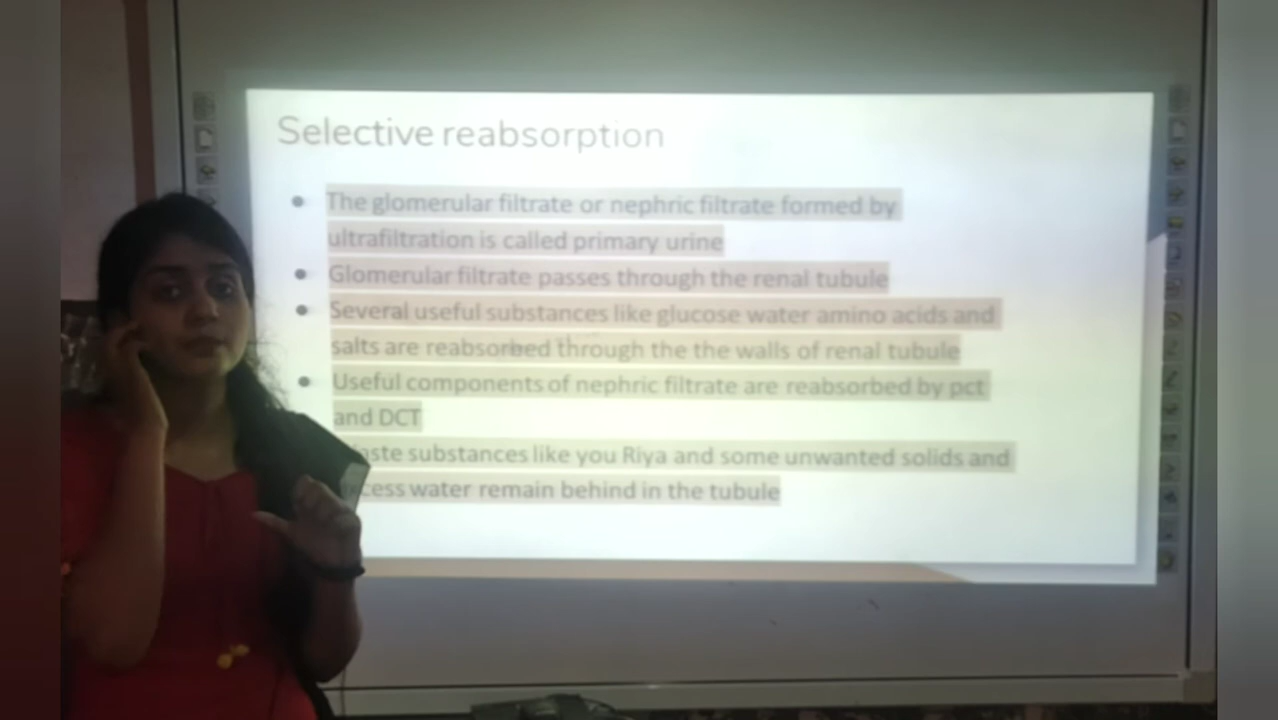 Selective reabsorption
• The glomerular filtrate or nephric filtrate formed by
ultrafiltration is called primary urine
• Glomerular filtrate passes through the renal tubule
• Several useful substances like glucose water amino acids and
salts are reabsorbed through the the walls of renal tubule
• Useful components of nephric filtrate are reabsorbed by pct
and DCT
substances like you Riya and some unwanted solids and
water remain behind in the tubule